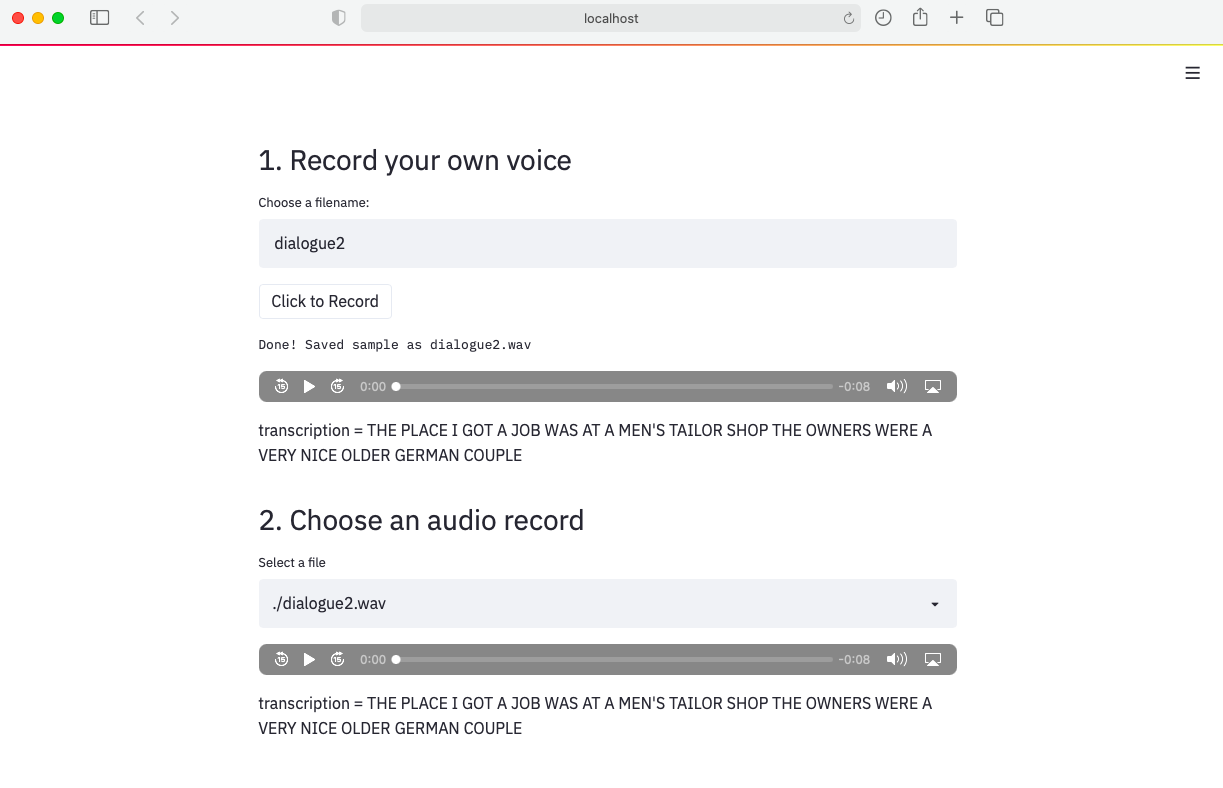 localhost
1. Record your own voice
Choose a filename:
dialogue2
Click to Record
Done! Saved sample as dialogue2.wav
15 15 0:00 -0:08
transcription = THE PLACE I GOT A JOB WAS AT A MEN'S TAILOR SHOP THE OWNERS WERE A
VERY NICE OLDER GERMAN COUPLE
2. Choose an audio record
Select a file
./dialogue2.wav
15 15 0:00 -0:08
transcription = THE PLACE I GOT A JOB WAS AT A MEN'S TAILOR SHOP THE OWNERS WERE A
VERY NICE OLDER GERMAN COUPLE